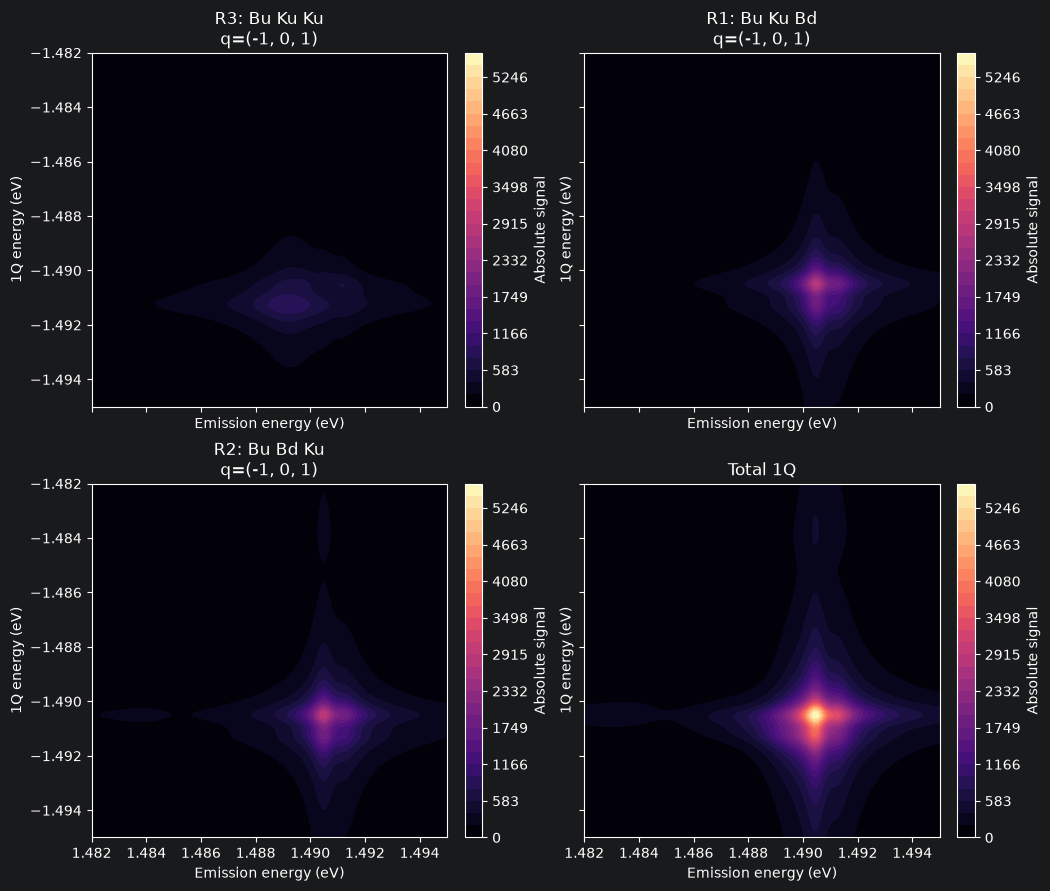 R3: Bu Ku Ku
q=(-1, 0, 1)
−1.482
−1.484
−1.486
−1.488
−1.490
−1.492
−1.494
1Q energy (eV)
Emission energy (eV)
5246
4663
4080
3498
2915
2332
1749
1166
583
0
Absolute signal
R1: Bu Ku Bd
q=(-1, 0, 1)
1Q energy (eV)
Emission energy (eV)
5246
4663
4080
3498
2915
2332
1749
1166
583
0
Absolute signal
R2: Bu Bd Ku
q=(-1, 0, 1)
−1.482
−1.484
−1.486
−1.488
−1.490
−1.492
−1.494
1Q energy (eV)
1.482 1.484 1.486 1.488 1.490 1.492 1.494
Emission energy (eV)
5246
4663
4080
3498
2915
2332
1749
1166
583
0
Absolute signal
Total 1Q
1Q energy (eV)
1.482 1.484 1.486 1.488 1.490 1.492 1.494
Emission energy (eV)
5246
4663
4080
3498
2915
2332
1749
1166
583
0
Absolute signal